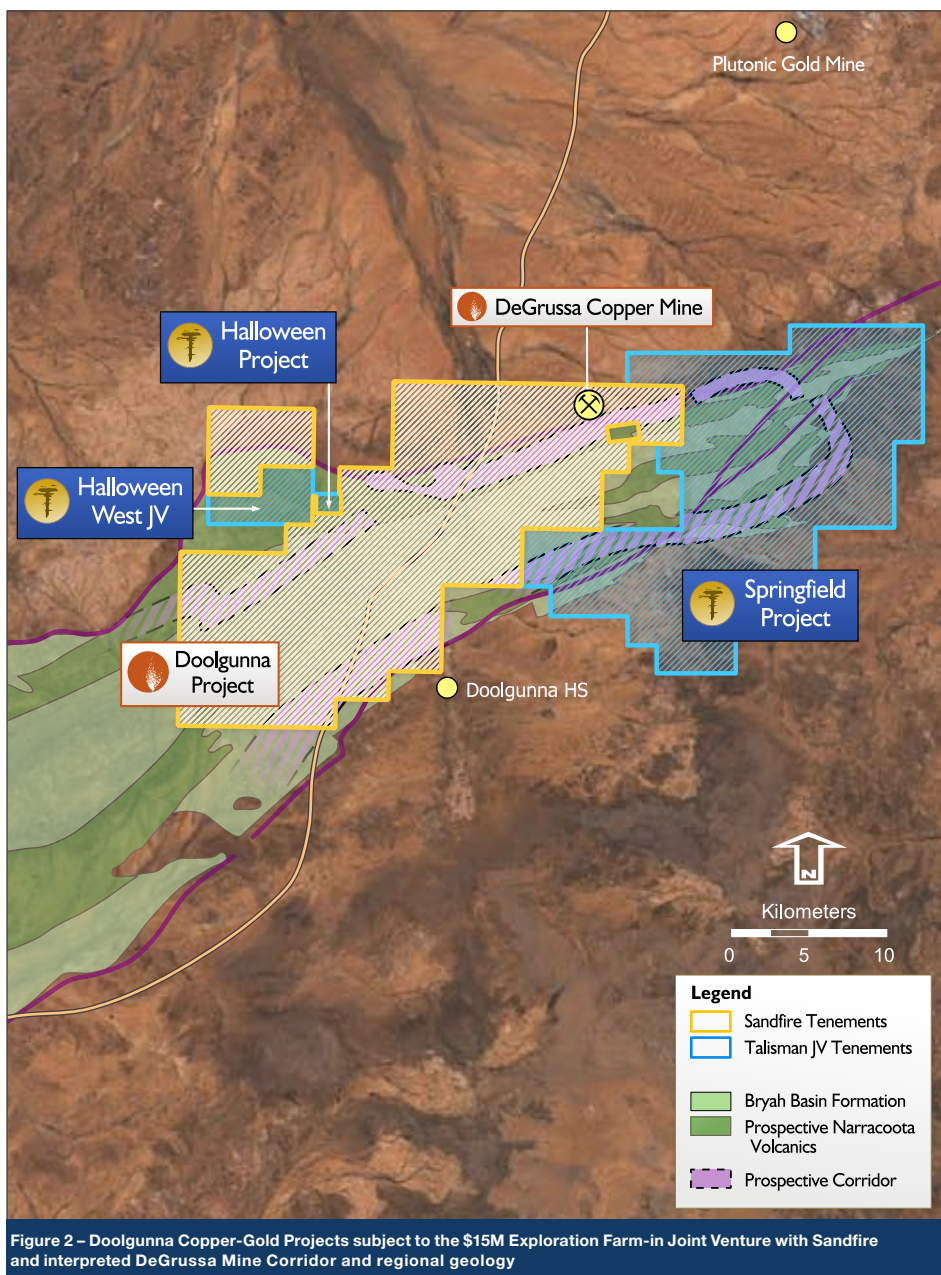 Plutonic Gold Mine
DeGrussa Copper Mine
Halloween
Project
Halloween
West JV
Springfield
Project
Doolgunna
Project
Doolgunna HS
N
Kilometers
0 5 10
Legend
Sandfire Tenements
Talisman JV Tenements
Bryah Basin Formation
Prospective Narracoota
Volcanics
Prospective Corridor
Figure 2 – Doolgunna Copper-Gold Projects subject to the $15M Exploration Farm-in Joint Venture with Sandfire
and interpreted DeGrussa Mine Corridor and regional geology